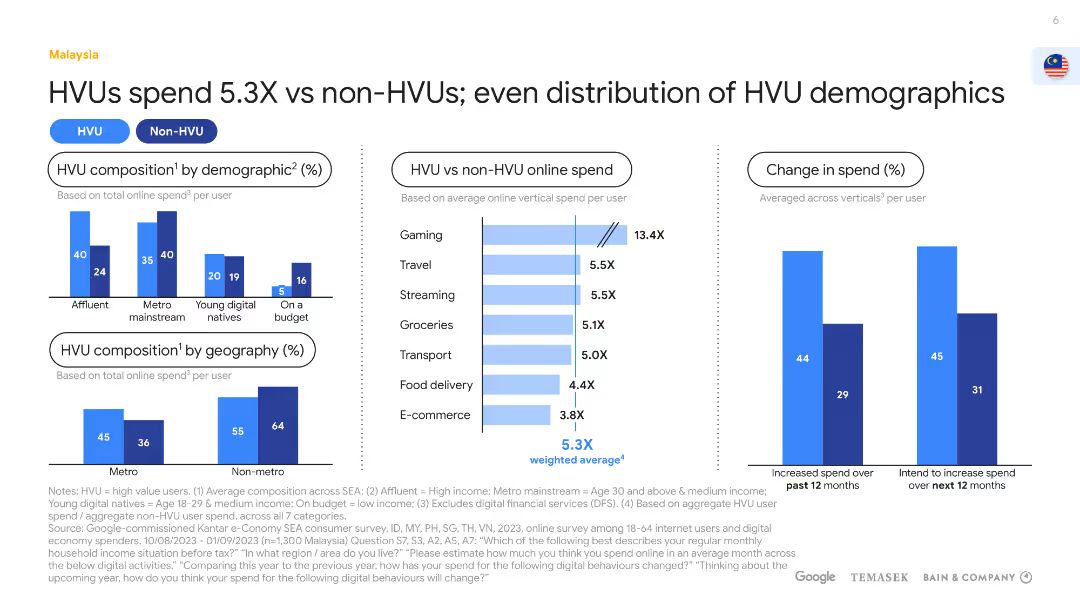 6
Malaysia
HVUs spend 5.3X vs non-HVUs; even distribution of HVU demographics
HVU Non-HVU
HVU composition¹ by demographic² (%)
Based on total online spend³ per user
40 24 35 40 20 19 5 16
Affluent Metro mainstream Young digital natives On a budget
HVU composition¹ by geography (%)
Based on total online spend³ per user
45 36 55 64
Metro Non-metro
HVU vs non-HVU online spend
Based on average online vertical spend per user
Gaming 13.4X
Travel 5.5X
Streaming 5.5X
Groceries 5.1X
Transport 5.0X
Food delivery 4.4X
E-commerce 3.8X
5.3X
weighted average⁴
Change in spend (%)
Averaged across verticals³ per user
44 29 45 31
Increased spend over past 12 months
Intend to increase spend over next 12 months
Notes: HVU = high value users. (1) Average composition across SEA; (2) Affluent = High income; Metro mainstream = Age 30 and above & medium income;
Young digital natives = Age 18-29 & medium income; On budget = low income; (3) Excludes digital financial services (DFS). (4) Based on aggregate HVU user
spend / aggregate non-HVU user spend, across all 7 categories.
Source: Google-commissioned Kantar e-Conomy SEA consumer survey, ID, MY, PH, SG, TH, VN, 2023, online survey among 18-64 internet users and digital
economy spenders, 10/08/2023 - 01/09/2023 (n=1,300 Malaysia) Question S7, S3, A2, A5, A7: "Which of the following best describes your regular monthly
household income situation before tax?" "In what region / area do you live?" "Please estimate how much you think you spend online in an average month across
the below digital activities." "Comparing this year to the previous year, how has your spend for the following digital behaviours changed?" "Thinking about the
upcoming year, how do you think your spend for the following digital behaviours will change?"
Google TEMASEK BAIN & COMPANY